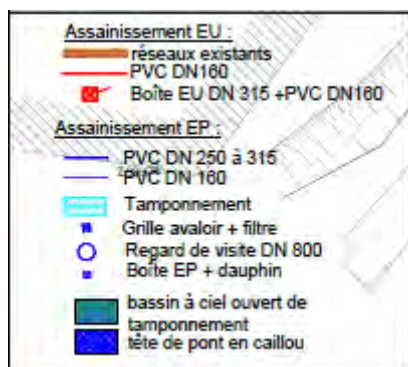 Assainissement EU :
réseaux existants
PVC DN160
Boîte EU DN 315 +PVC DN160
Assainissement EP :
PVC DN 250 à 315
PVC DN 160
Tamponnement
Grille avaloir + filtre
Regard de visite DN 800
Boîte EP + dauphin
bassin à ciel ouvert de
tamponnement
tête de pont en caillou